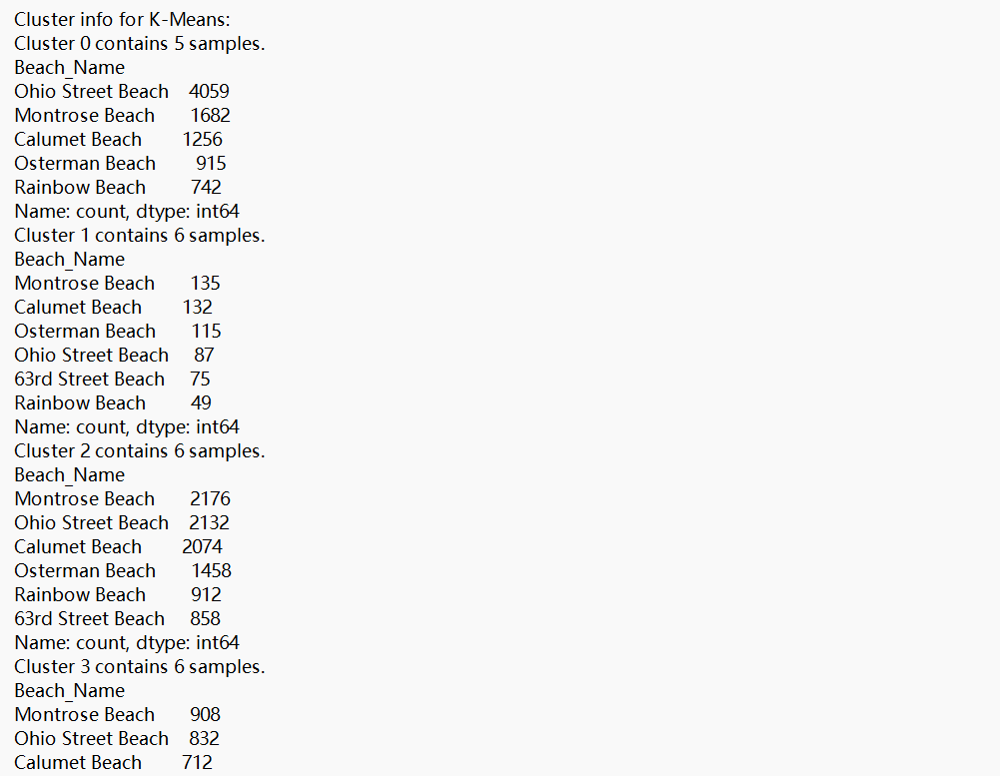 Cluster info for K-Means:
Cluster 0 contains 5 samples.
Beach_Name
Ohio Street Beach    4059
Montrose Beach       1682
Calumet Beach        1256
Osterman Beach        915
Rainbow Beach         742
Name: count, dtype: int64
Cluster 1 contains 6 samples.
Beach_Name
Montrose Beach       135
Calumet Beach        132
Osterman Beach       115
Ohio Street Beach     87
63rd Street Beach     75
Rainbow Beach         49
Name: count, dtype: int64
Cluster 2 contains 6 samples.
Beach_Name
Montrose Beach       2176
Ohio Street Beach    2132
Calumet Beach        2074
Osterman Beach       1458
Rainbow Beach         912
63rd Street Beach     858
Name: count, dtype: int64
Cluster 3 contains 6 samples.
Beach_Name
Montrose Beach       908
Ohio Street Beach    832
Calumet Beach        712